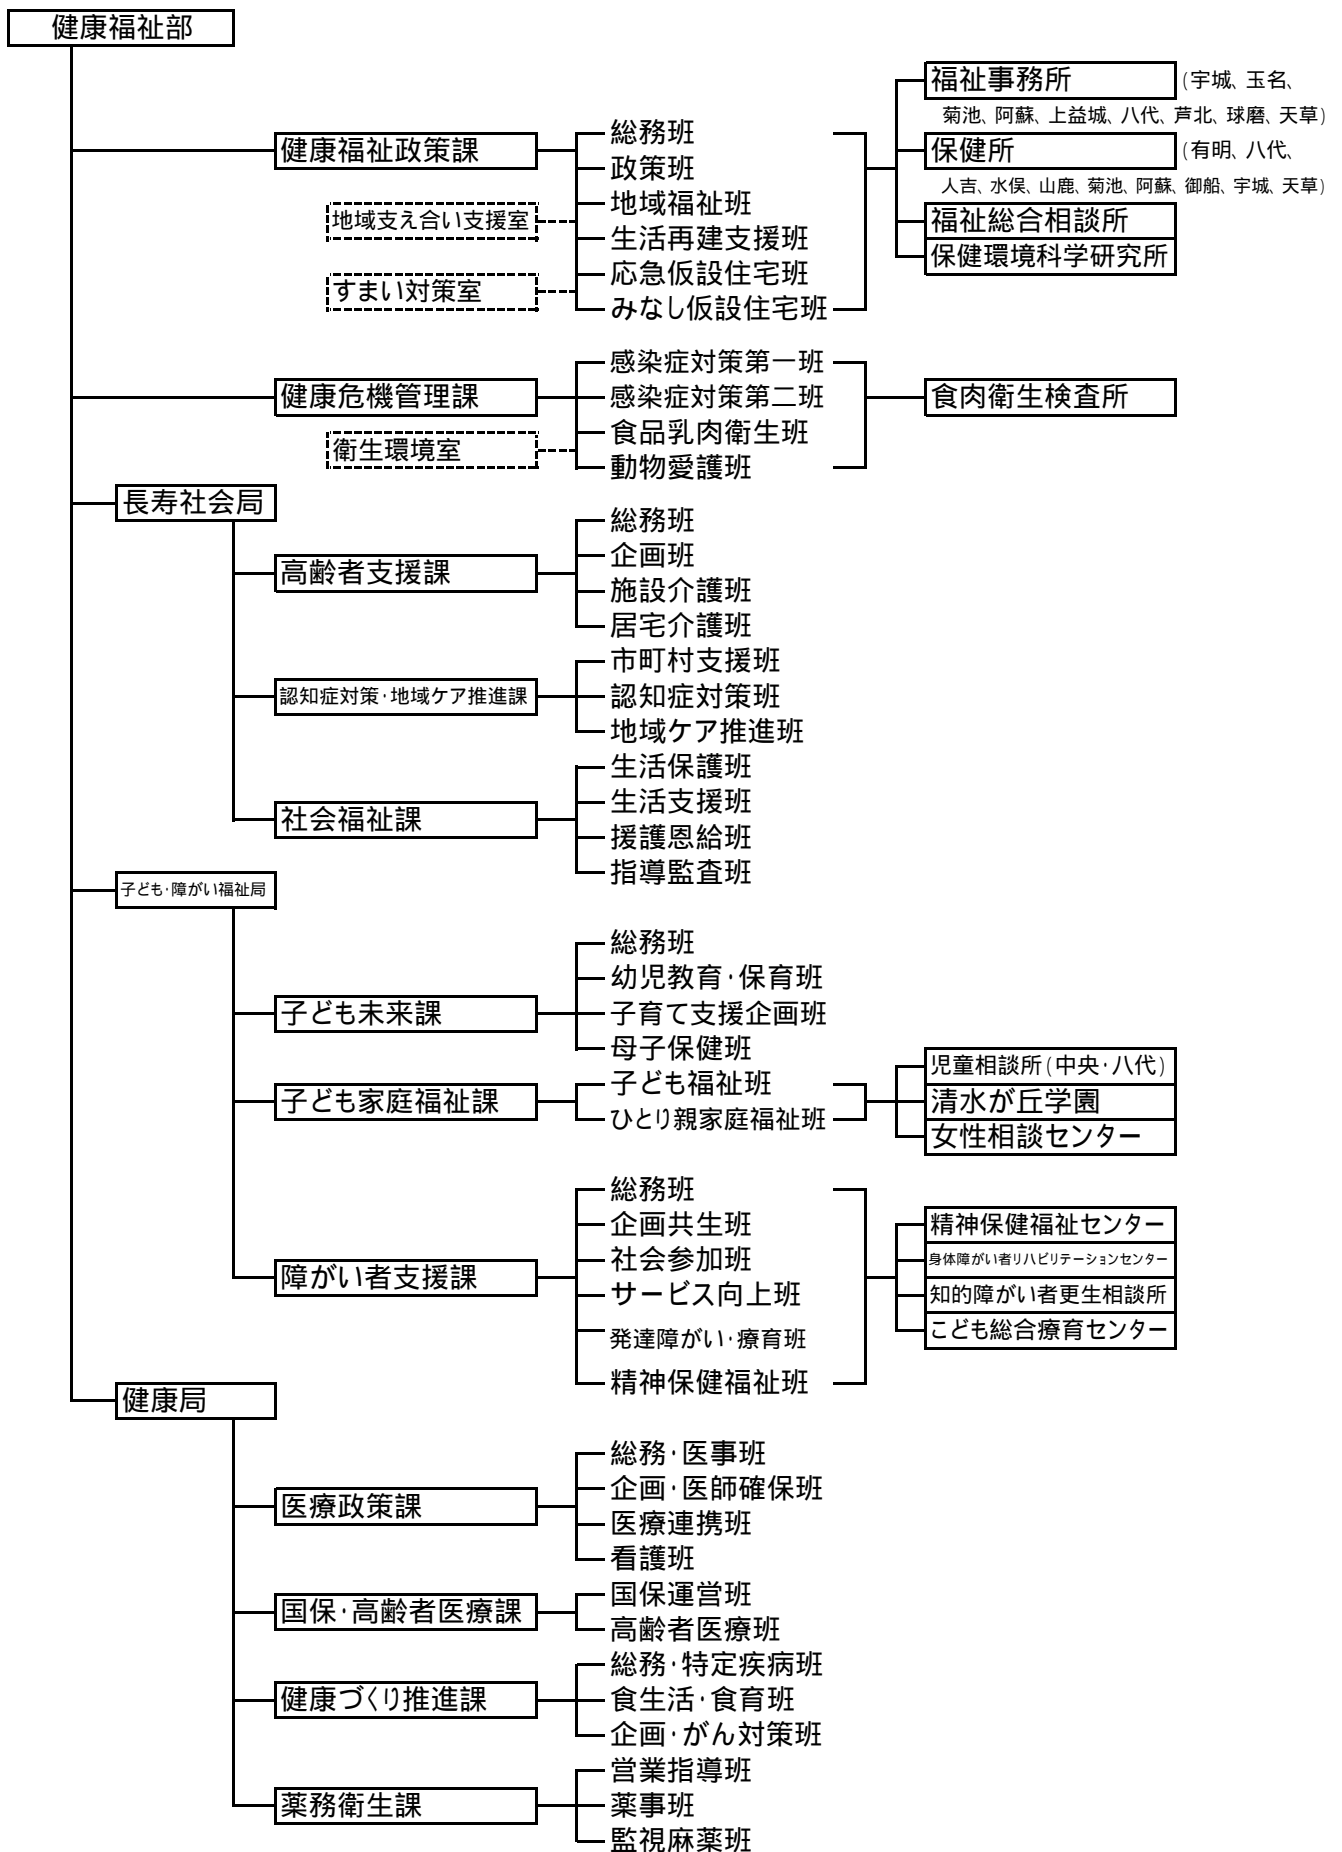 健康福祉部
健康福祉政策課
総務班
政策班
地域福祉班
地域支え合い支援室
生活再建支援班
応急仮設住宅班
すまい対策室
みなし仮設住宅班
福祉事務所 (宇城、玉名、
菊池、阿蘇、上益城、八代、芦北、球磨、天草)
保健所 (有明、八代、
人吉、水俣、山鹿、菊池、阿蘇、御船、宇城、天草)
福祉総合相談所
保健環境科学研究所
健康危機管理課
感染症対策第一班
感染症対策第二班
食品乳肉衛生班
衛生環境室
動物愛護班
食肉衛生検査所
長寿社会局
高齢者支援課
総務班
企画班
施設介護班
居宅介護班
認知症対策・地域ケア推進課
市町村支援班
認知症対策班
地域ケア推進班
社会福祉課
生活保護班
生活支援班
援護恩給班
指導監査班
子ども・障がい福祉局
子ども未来課
総務班
幼児教育・保育班
子育て支援企画班
母子保健班
子ども家庭福祉課
子ども福祉班
ひとり親家庭福祉班
児童相談所(中央・八代)
清水が丘学園
女性相談センター
障がい者支援課
総務班
企画共生班
社会参加班
サービス向上班
発達障がい・療育班
精神保健福祉班
精神保健福祉センター
身体障がい者リハビリテーションセンター
知的障がい者更生相談所
こども総合療育センター
健康局
医療政策課
総務・医事班
企画・医師確保班
医療連携班
看護班
国保・高齢者医療課
国保運営班
高齢者医療班
健康づくり推進課
総務・特定疾病班
食生活・食育班
企画・がん対策班
薬務衛生課
営業指導班
薬事班
監視麻薬班